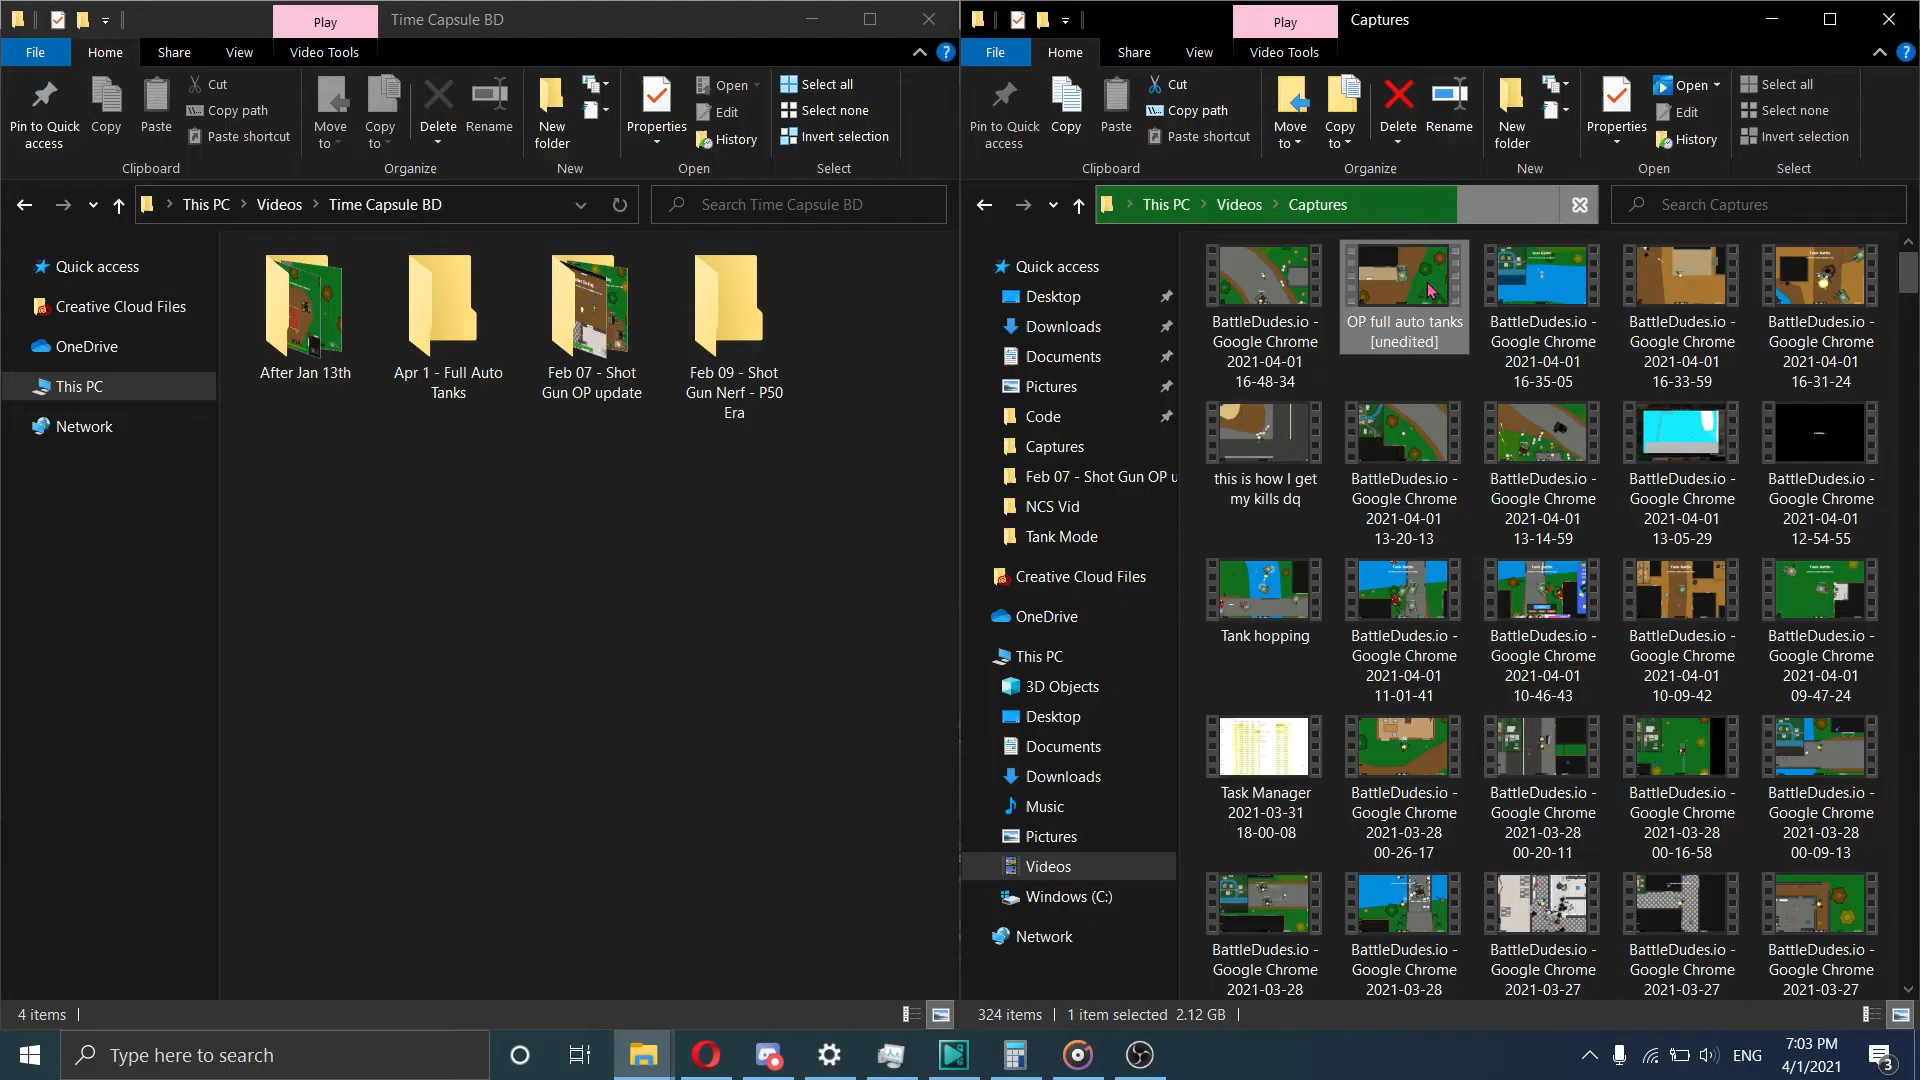 Play
Time Capsule BD
File
Home
Share
View
Video Tools
Pin to Quick
access
Copy
Paste
Cut
Copy path
Paste shortcut
Clipboard
Move
to
Copy
to
Delete
Rename
Organize
New
folder
New
Properties
Open
Edit
History
Open
Select all
Select none
Invert selection
Select
This PC
Videos
Time Capsule BD
Search Time Capsule BD
Quick access
Creative Cloud Files
OneDrive
This PC
Network
After Jan 13th
Apr 1 - Full Auto
Tanks
Feb 07 - Shot
Gun OP update
Feb 09 - Shot
Gun Nerf - P50
Era
4 items
Play
Captures
File
Home
Share
View
Video Tools
Pin to Quick
access
Copy
Paste
Cut
Copy path
Paste shortcut
Clipboard
Move
to
Copy
to
Delete
Rename
Organize
New
folder
New
Properties
Open
Edit
History
Open
Select all
Select none
Invert selection
Select
This PC
Videos
Captures
Search Captures
Quick access
Desktop
Downloads
Documents
Pictures
Code
Captures
Feb 07 - Shot Gun OP u
NCS Vid
Tank Mode
Creative Cloud Files
OneDrive
This PC
3D Objects
Desktop
Documents
Downloads
Music
Pictures
Videos
Windows (C:)
Network
BattleDudes.io -
Google Chrome
2021-04-01
16-48-34
OP full auto tanks
[unedited]
BattleDudes.io -
Google Chrome
2021-04-01
16-35-05
BattleDudes.io -
Google Chrome
2021-04-01
16-33-59
BattleDudes.io -
Google Chrome
2021-04-01
16-31-24
this is how I get
my kills dq
BattleDudes.io -
Google Chrome
2021-04-01
13-20-13
BattleDudes.io -
Google Chrome
2021-04-01
13-14-59
BattleDudes.io -
Google Chrome
2021-04-01
13-05-29
BattleDudes.io -
Google Chrome
2021-04-01
12-54-55
Tank hopping
BattleDudes.io -
Google Chrome
2021-04-01
11-01-41
BattleDudes.io -
Google Chrome
2021-04-01
10-46-43
BattleDudes.io -
Google Chrome
2021-04-01
10-09-42
BattleDudes.io -
Google Chrome
2021-04-01
09-47-24
Task Manager
2021-03-31
18-00-08
BattleDudes.io -
Google Chrome
2021-03-28
00-26-17
BattleDudes.io -
Google Chrome
2021-03-28
00-20-11
BattleDudes.io -
Google Chrome
2021-03-28
00-16-58
BattleDudes.io -
Google Chrome
2021-03-28
00-09-13
BattleDudes.io -
Google Chrome
2021-03-28
BattleDudes.io -
Google Chrome
2021-03-28
BattleDudes.io -
Google Chrome
2021-03-27
BattleDudes.io -
Google Chrome
2021-03-27
BattleDudes.io -
Google Chrome
2021-03-27
324 items
1 item selected 2.12 GB
Type here to search
ENG
7:03 PM
4/1/2021
3